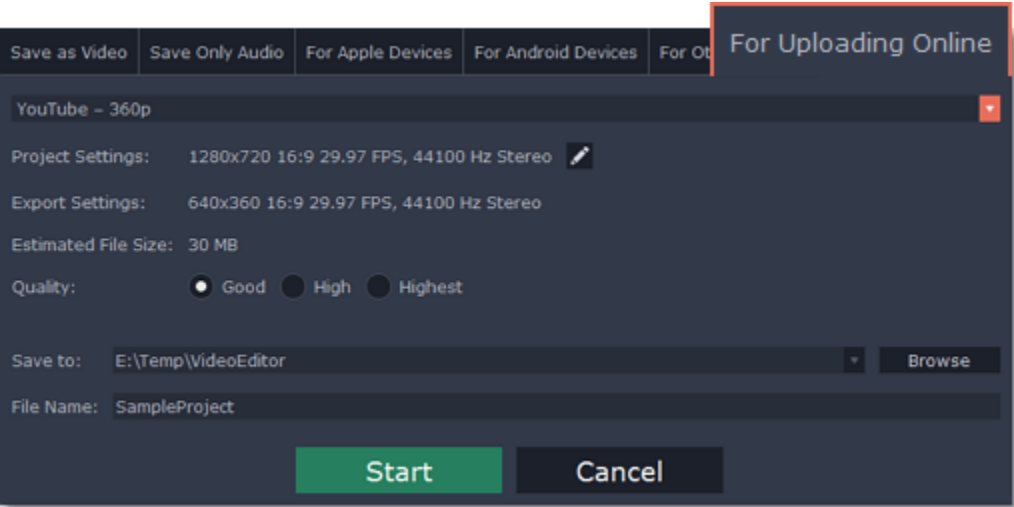 Save as Video Save Only Audio For Apple Devices For Android Devices For For Uploading Online
YouTube – 360p
Project Settings: 1280x720 16:9 29.97 FPS, 44100 Hz Stereo
Export Settings: 640x360 16:9 29.97 FPS, 44100 Hz Stereo
Estimated File Size: 30 MB
Quality: Good High Highest
Save to: E:\Temp\VideoEditor Browse
File Name: SampleProject
Start Cancel